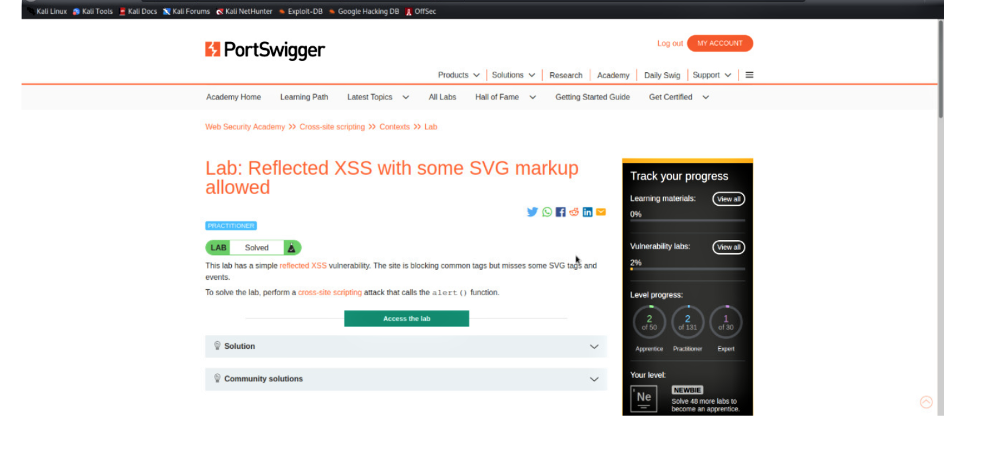 Kali Linux Kali Tools Kali Docs Kali Forums Kali NetHunter Exploit-DB Google Hacking DB OffSec
PortSwigger
Log out MY ACCOUNT
Products Solutions Research Academy Daily Swig Support
Academy Home Learning Path Latest Topics All Labs Hall of Fame Getting Started Guide Get Certified
Web Security Academy >> Cross-site scripting >> Contexts >> Lab
Lab: Reflected XSS with some SVG markup
allowed
PRACTITIONER
LAB Solved
This lab has a simple reflected XSS vulnerability. The site is blocking common tags but misses some SVG tags and
events.
To solve the lab, perform a cross-site scripting attack that calls the alert() function.
Access the lab
Solution
Community solutions
Track your progress
Learning materials: View all
0%
Vulnerability labs: View all
2%
Level progress:
2 2 1
of 50 of 131 of 30
Apprentice Practitioner Expert
Your level:
Ne NEWBIE
Solve 48 more labs to
become an apprentice.